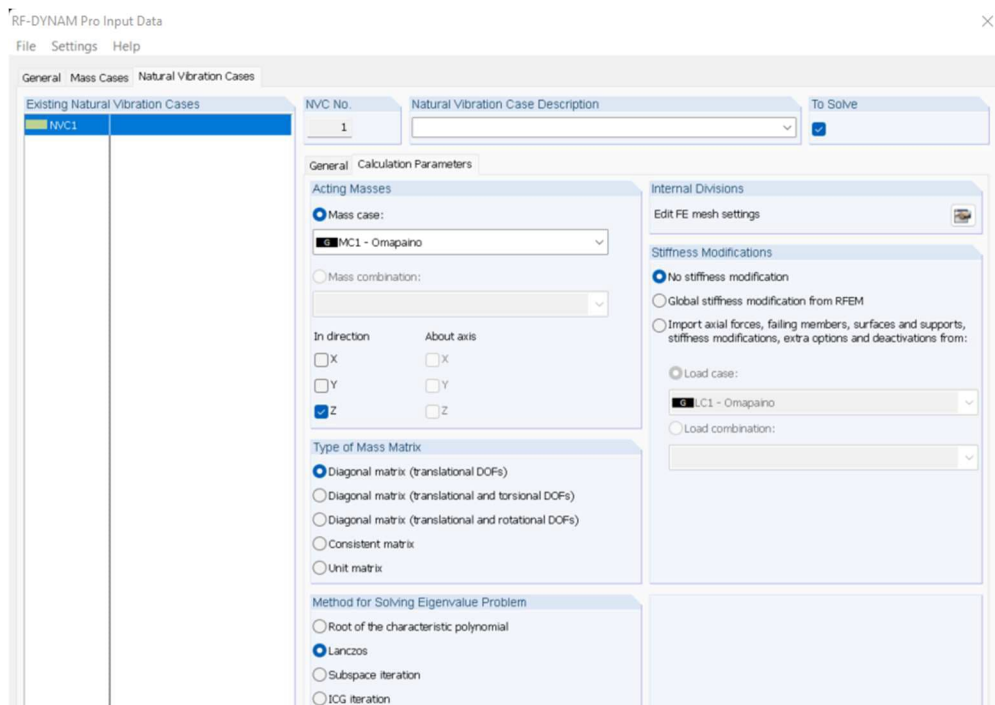 RF-DYNAM Pro Input Data
File Settings Help
General Mass Cases Natural Vibration Cases
Existing Natural Vibration Cases
NVC1
NVC No.
1
Natural Vibration Case Description
To Solve
General Calculation Parameters
Acting Masses
Mass case:
G MC1 - Omapaino
Mass combination:
In direction About axis
X X
Y Y
Z Z
Type of Mass Matrix
Diagonal matrix (translational DOFs)
Diagonal matrix (translational and torsional DOFs)
Diagonal matrix (translational and rotational DOFs)
Consistent matrix
Unit matrix
Method for Solving Eigenvalue Problem
Root of the characteristic polynomial
Lanczos
Subspace iteration
ICG iteration
Internal Divisions
Edit FE mesh settings
Stiffness Modifications
No stiffness modification
Global stiffness modification from RFEM
Import axial forces, failing members, surfaces and supports,
stiffness modifications, extra options and deactivations from:
Load case:
G LC1 - Omapaino
Load combination: